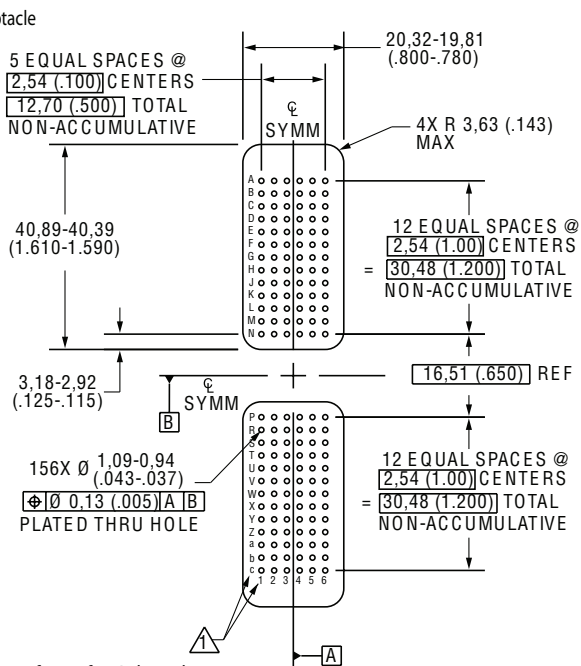 tacle
5 EQUAL SPACES @
2,54 (.100) CENTERS
12,70 (.500) TOTAL
NON-ACCUMULATIVE
20,32-19,81
(.800-.780)
℄
SYMM
4X R 3,63 (.143)
MAX
40,89-40,39
(1.610-1.590)
A
B
C
D
E
F
G
H
J
K
L
M
N
12 EQUAL SPACES @
2,54 (1.00) CENTERS
= 30,48 (1.200) TOTAL
NON-ACCUMULATIVE
3,18-2,92
(.125-.115)
℄
SYMM
B
16,51 (.650) REF
P
R
S
T
U
V
W
X
Y
Z
a
b
c
1 2 3 4 5 6
156X Ø 1,09-0,94
(.043-.037)
⌖ Ø 0,13 (.005) A B
PLATED THRU HOLE
12 EQUAL SPACES @
2,54 (1.00) CENTERS
= 30,48 (1.200) TOTAL
NON-ACCUMULATIVE
1
A